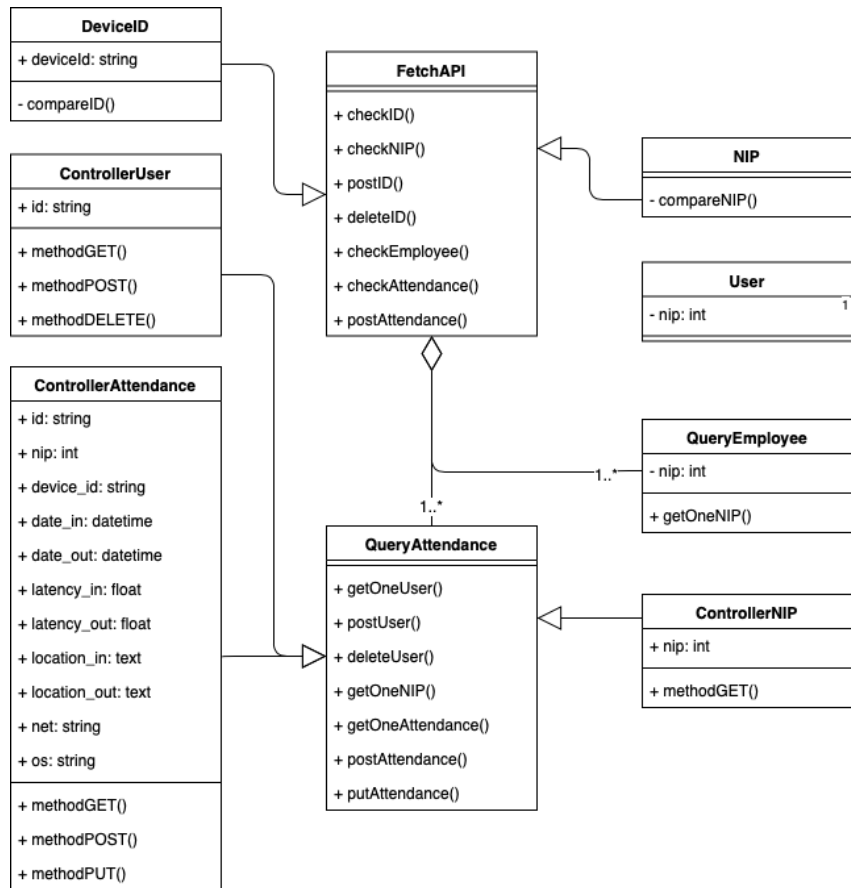 DeviceID
+ deviceId: string
- compareID()
FetchAPI
+ checkID()
+ checkNIP()
+ postID()
+ deleteID()
+ checkEmployee()
+ checkAttendance()
+ postAttendance()
NIP
- compareNIP()
ControllerUser
+ id: string
+ methodGET()
+ methodPOST()
+ methodDELETE()
User
- nip: int
1
ControllerAttendance
+ id: string
+ nip: int
+ device_id: string
+ date_in: datetime
+ date_out: datetime
+ latency_in: float
+ latency_out: float
+ location_in: text
+ location_out: text
+ net: string
+ os: string
+ methodGET()
+ methodPOST()
+ methodPUT()
QueryEmployee
- nip: int
+ getOneNIP()
1..*
1..*
QueryAttendance
+ getOneUser()
+ postUser()
+ deleteUser()
+ getOneNIP()
+ getOneAttendance()
+ postAttendance()
+ putAttendance()
ControllerNIP
+ nip: int
+ methodGET()